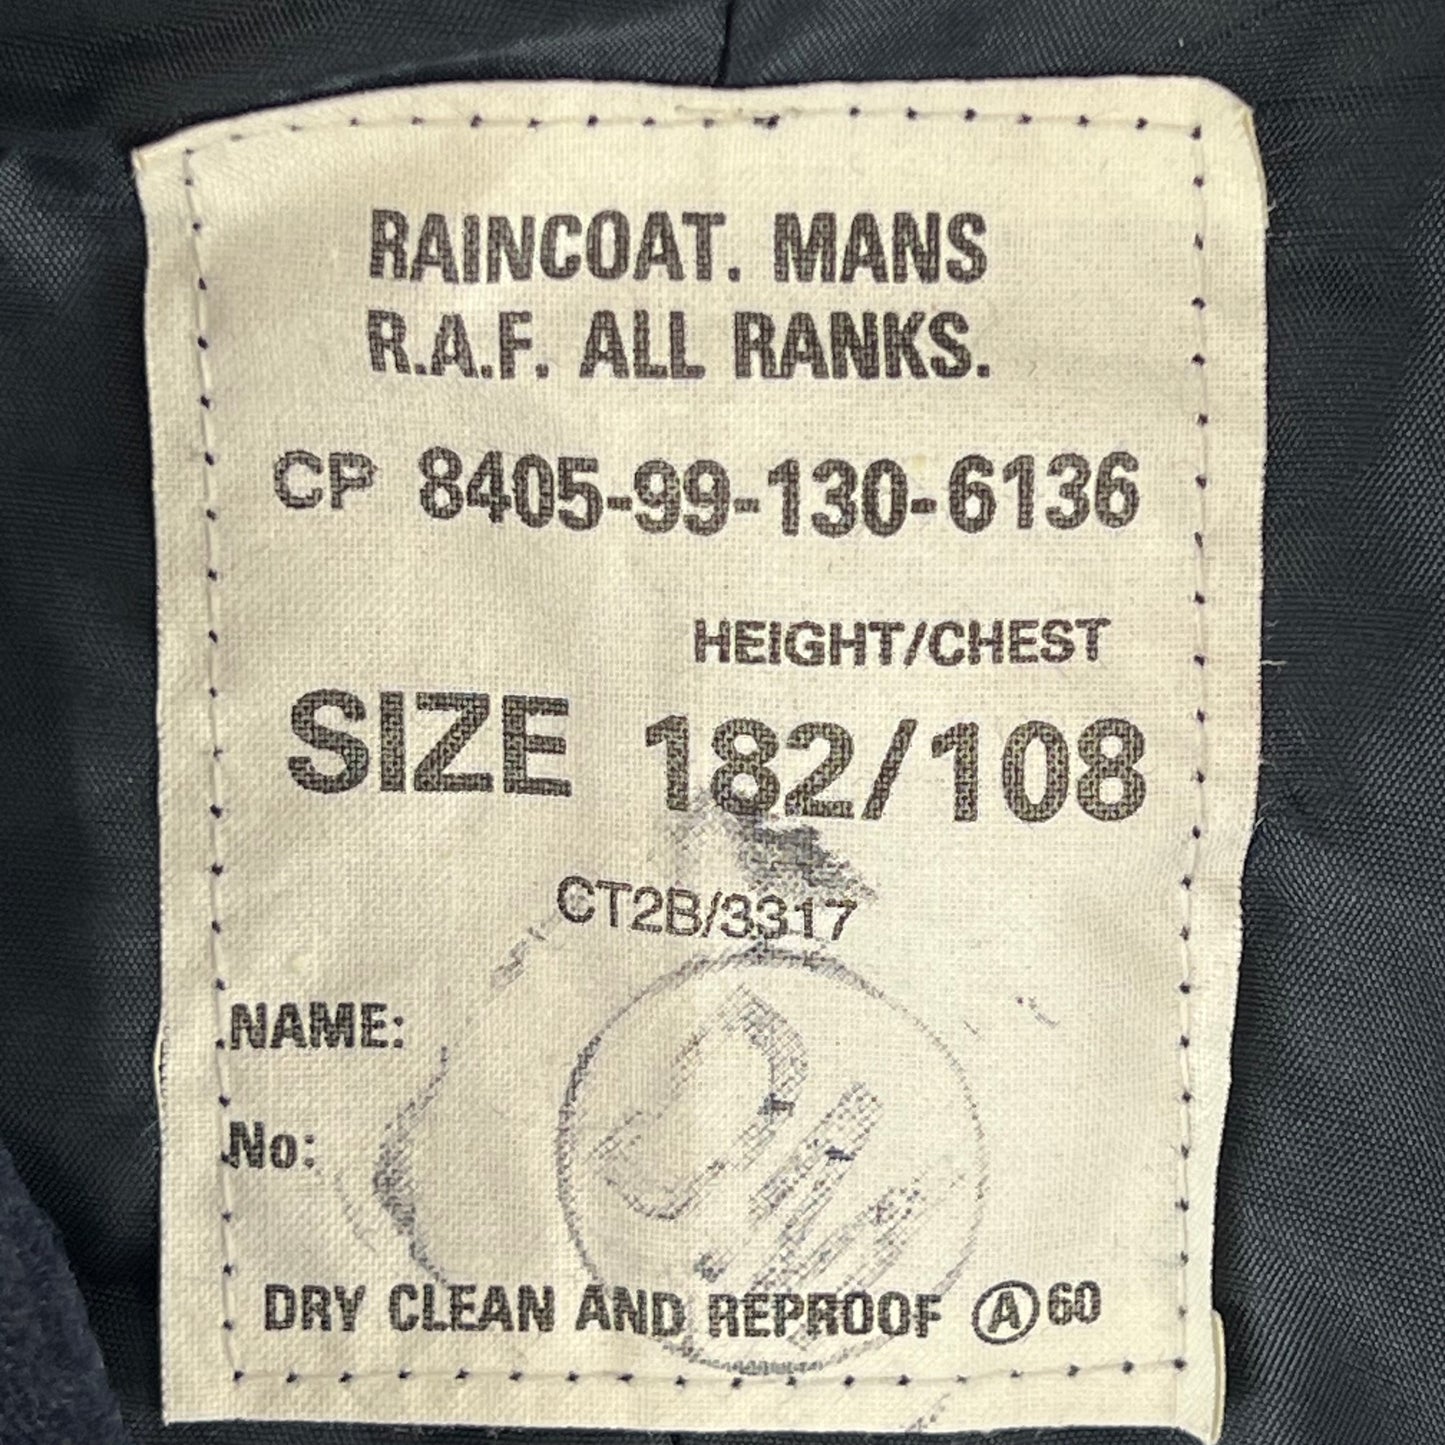 RAINCOAT. MANS
R.A.F. ALL RANKS.
CP 8405-99-130-6136
HEIGHT/CHEST
SIZE 182/108
CT2B/3317
NAME:
No:
DRY CLEAN AND REPROOF Ⓐ 60